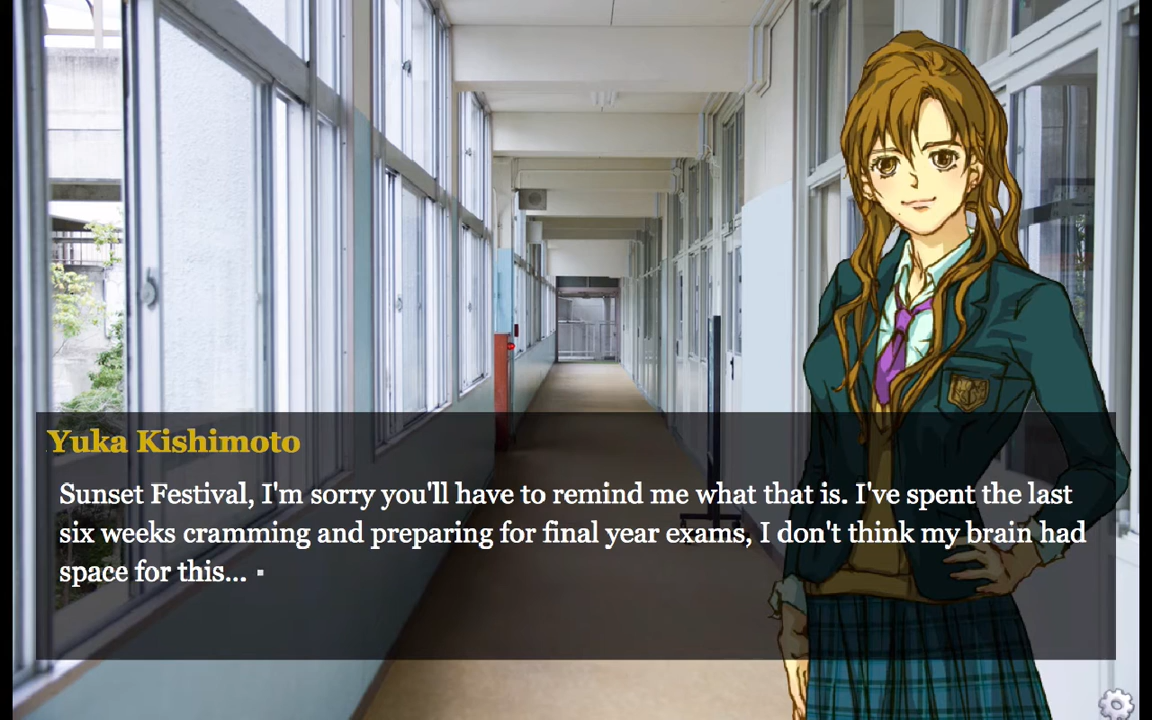 Yuka Kishimoto
Sunset Festival, I'm sorry you'll have to remind me what that is. I've spent the last
six weeks cramming and preparing for final year exams, I don't think my brain had
space for this...